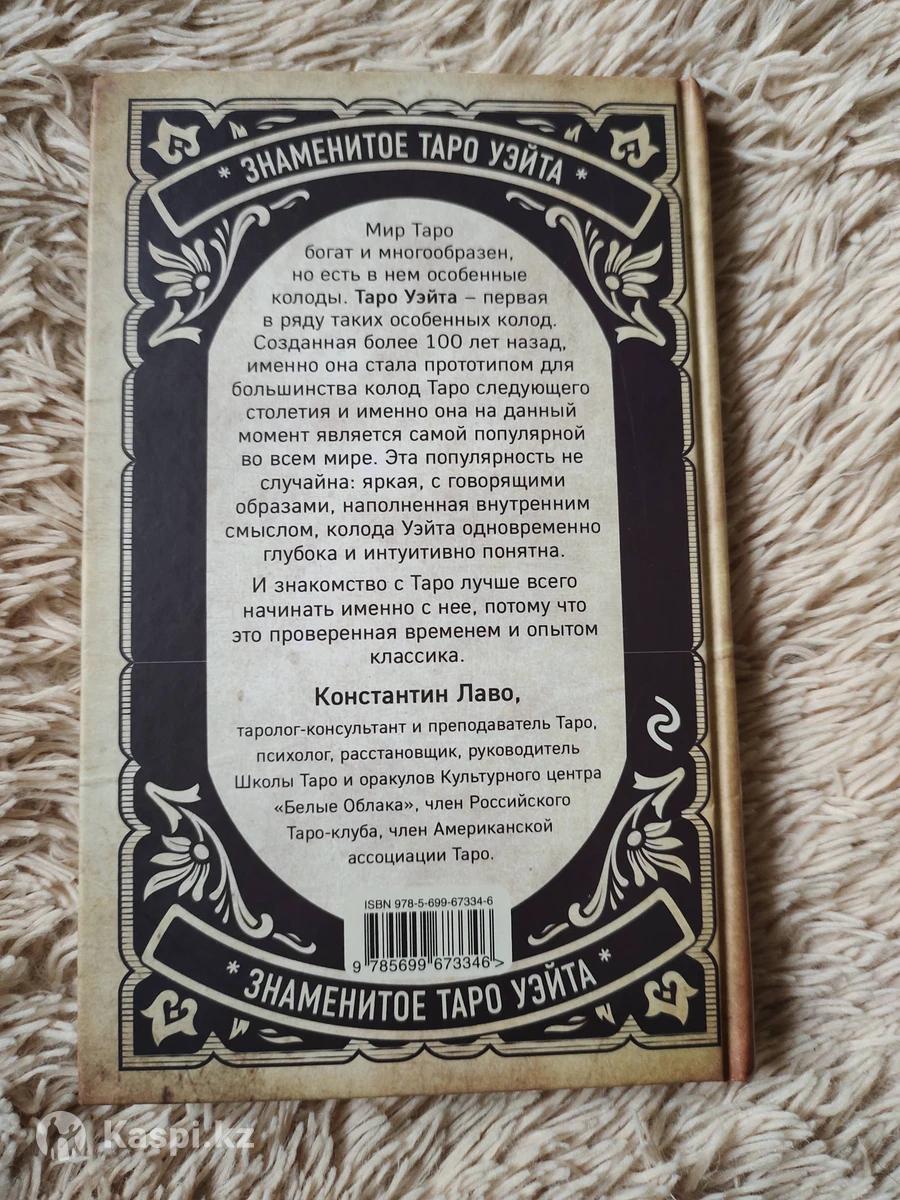 * ЗНАМЕНИТОЕ ТАРО УЭЙТА *
Мир Таро
богат и многообразен,
но есть в нем особенные
колоды. Таро Уэйта – первая
в ряду таких особенных колод.
Созданная более 100 лет назад,
именно она стала прототипом для
большинства колод Таро следующего
столетия и именно она на данный
момент является самой популярной
во всем мире. Эта популярность не
случайна: яркая, с говорящими
образами, наполненная внутренним
смыслом, колода Уэйта одновременно
глубока и интуитивно понятна.
И знакомство с Таро лучше всего
начинать именно с нее, потому что
это проверенная временем и опытом
классика.
Константин Лаво,
таролог-консультант и преподаватель Таро,
психолог, расстановщик, руководитель
Школы Таро и оракулов Культурного центра
«Белые Облака», член Российского
Таро-клуба, член Американской
ассоциации Таро.
ISBN 978-5-699-67334-6
9 785699 673346 >
* ЗНАМЕНИТОЕ ТАРО УЭЙТА *
Kaspi.kz